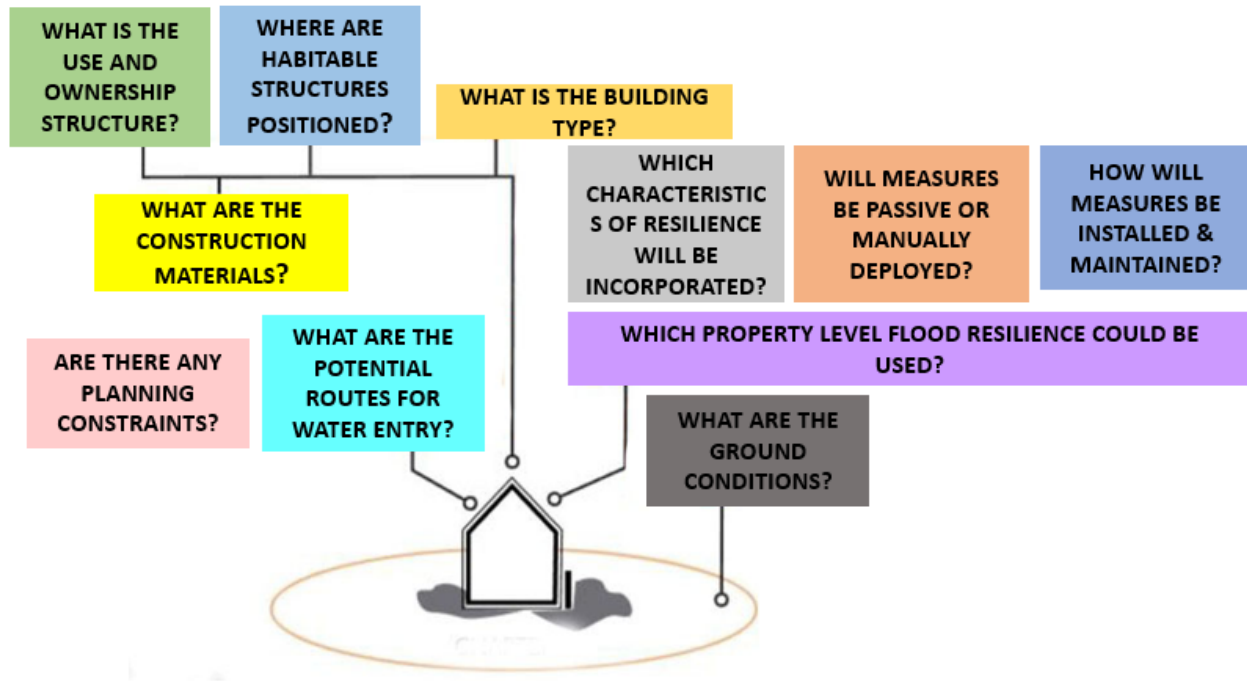 WHAT IS THE
USE AND
OWNERSHIP
STRUCTURE?
WHERE ARE
HABITABLE
STRUCTURES
POSITIONED?
WHAT IS THE BUILDING
TYPE?
WHAT ARE THE
CONSTRUCTION
MATERIALS?
WHICH
CHARACTERISTIC
S OF RESILIENCE
WILL BE
INCORPORATED?
WILL MEASURES
BE PASSIVE OR
MANUALLY
DEPLOYED?
HOW WILL
MEASURES BE
INSTALLED &
MAINTAINED?
ARE THERE ANY
PLANNING
CONSTRAINTS?
WHAT ARE THE
POTENTIAL
ROUTES FOR
WATER ENTRY?
WHICH PROPERTY LEVEL FLOOD RESILIENCE COULD BE
USED?
WHAT ARE THE
GROUND
CONDITIONS?